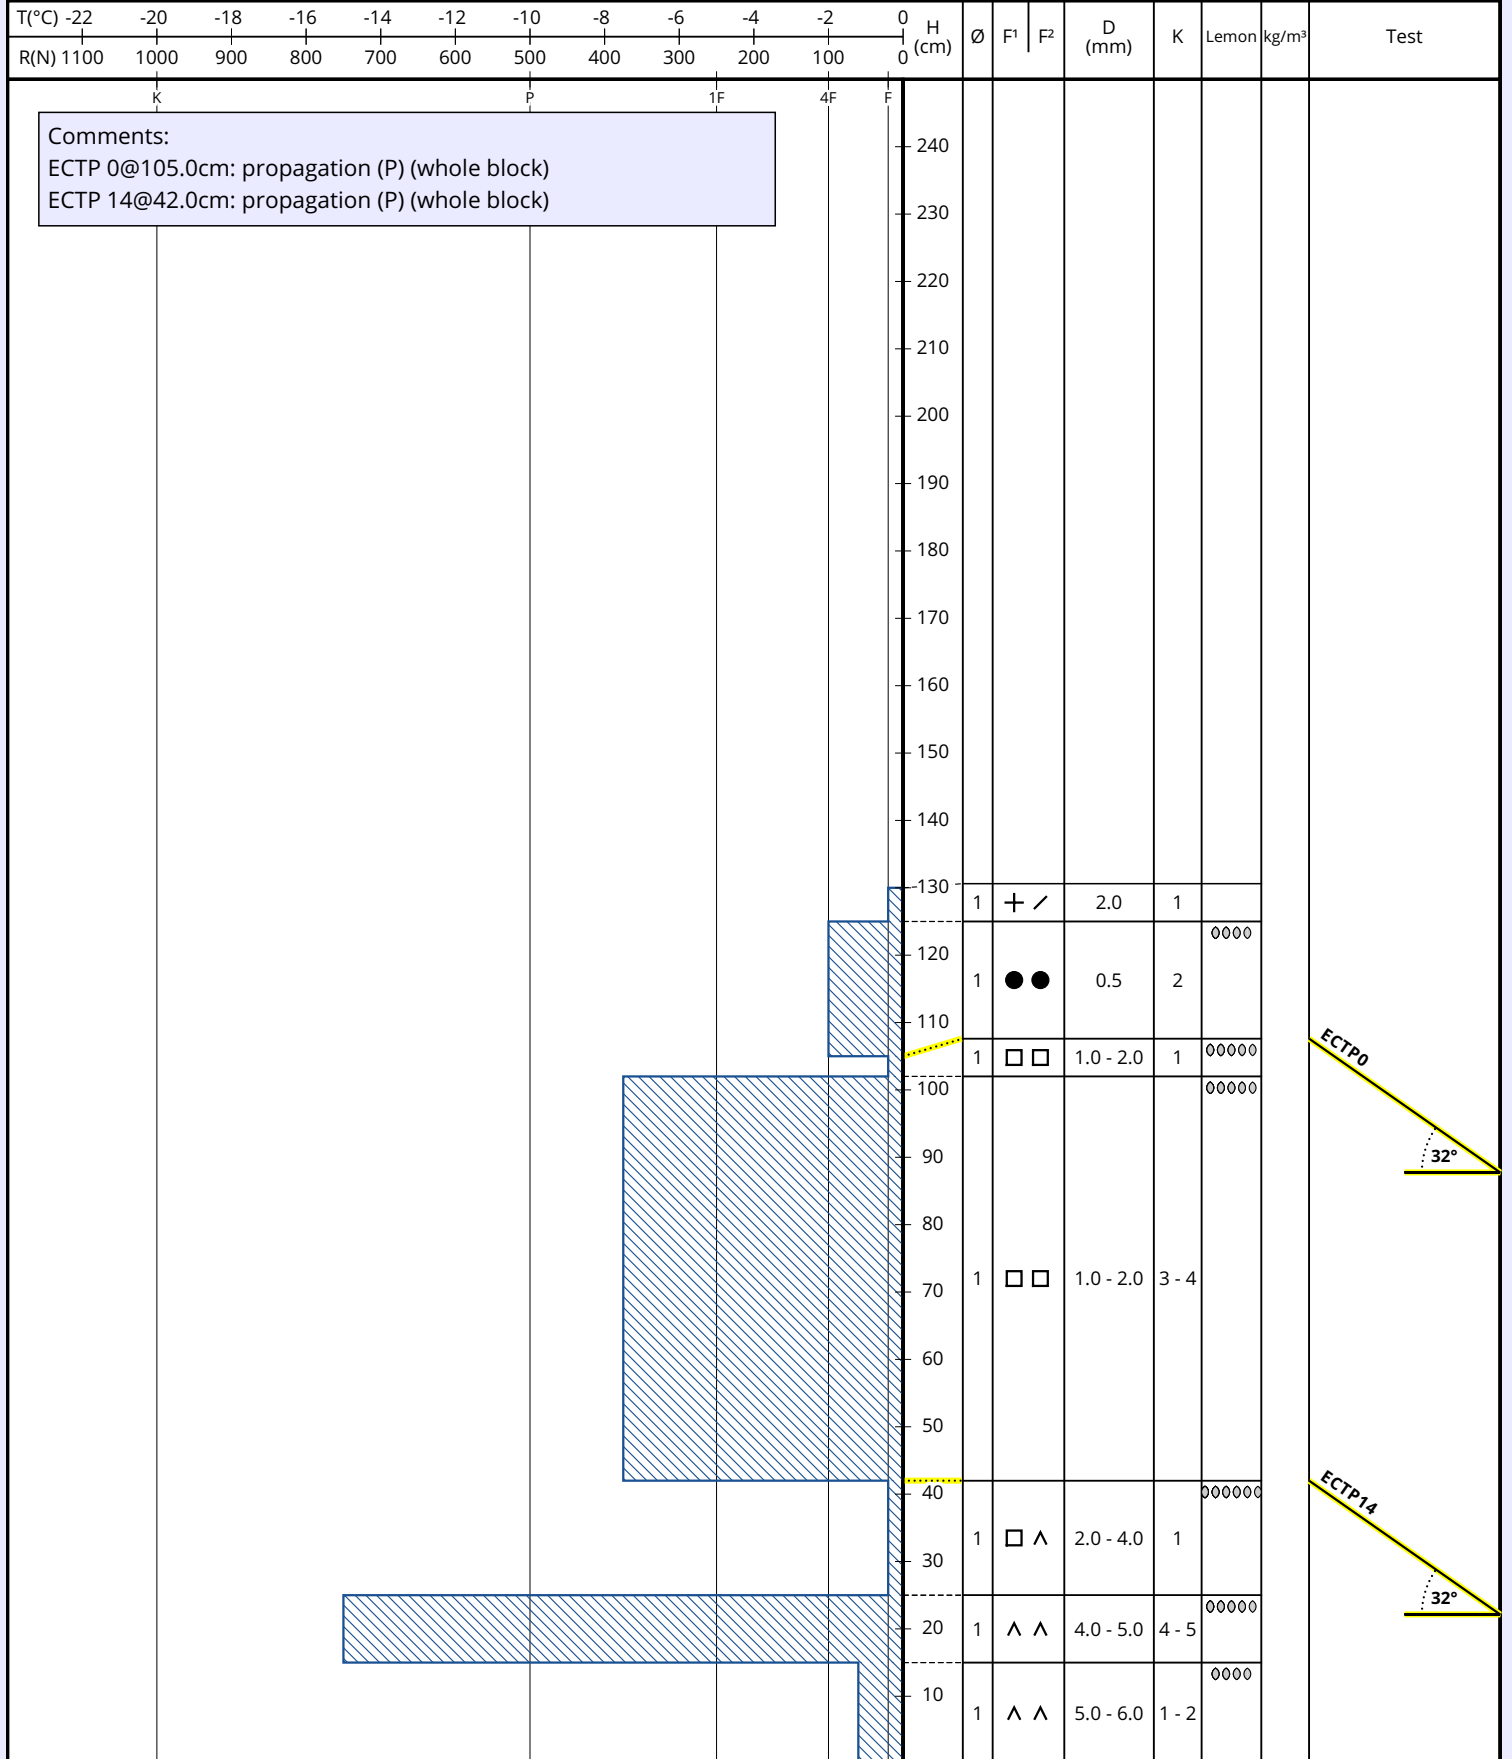 T(°C) -22 -20 -18 -16 -14 -12 -10 -8 -6 -4 -2 0
R(N) 1100 1000 900 800 700 600 500 400 300 200 100 0
H (cm) Ø F¹ F² D (mm) K Lemon kg/m³ Test
K P 1F 4F F
Comments:
ECTP 0@105.0cm: propagation (P) (whole block)
ECTP 14@42.0cm: propagation (P) (whole block)
240
230
220
210
200
190
180
170
160
150
140
130
1 2.0 1
120
1 0.5 2
110
ECTP0
1 1.0 - 2.0 1
100
90
32°
80
1 1.0 - 2.0 3 - 4
70
60
50
40
ECTP14
1 2.0 - 4.0 1
30
32°
20
1 4.0 - 5.0 4 - 5
10
1 5.0 - 6.0 1 - 2